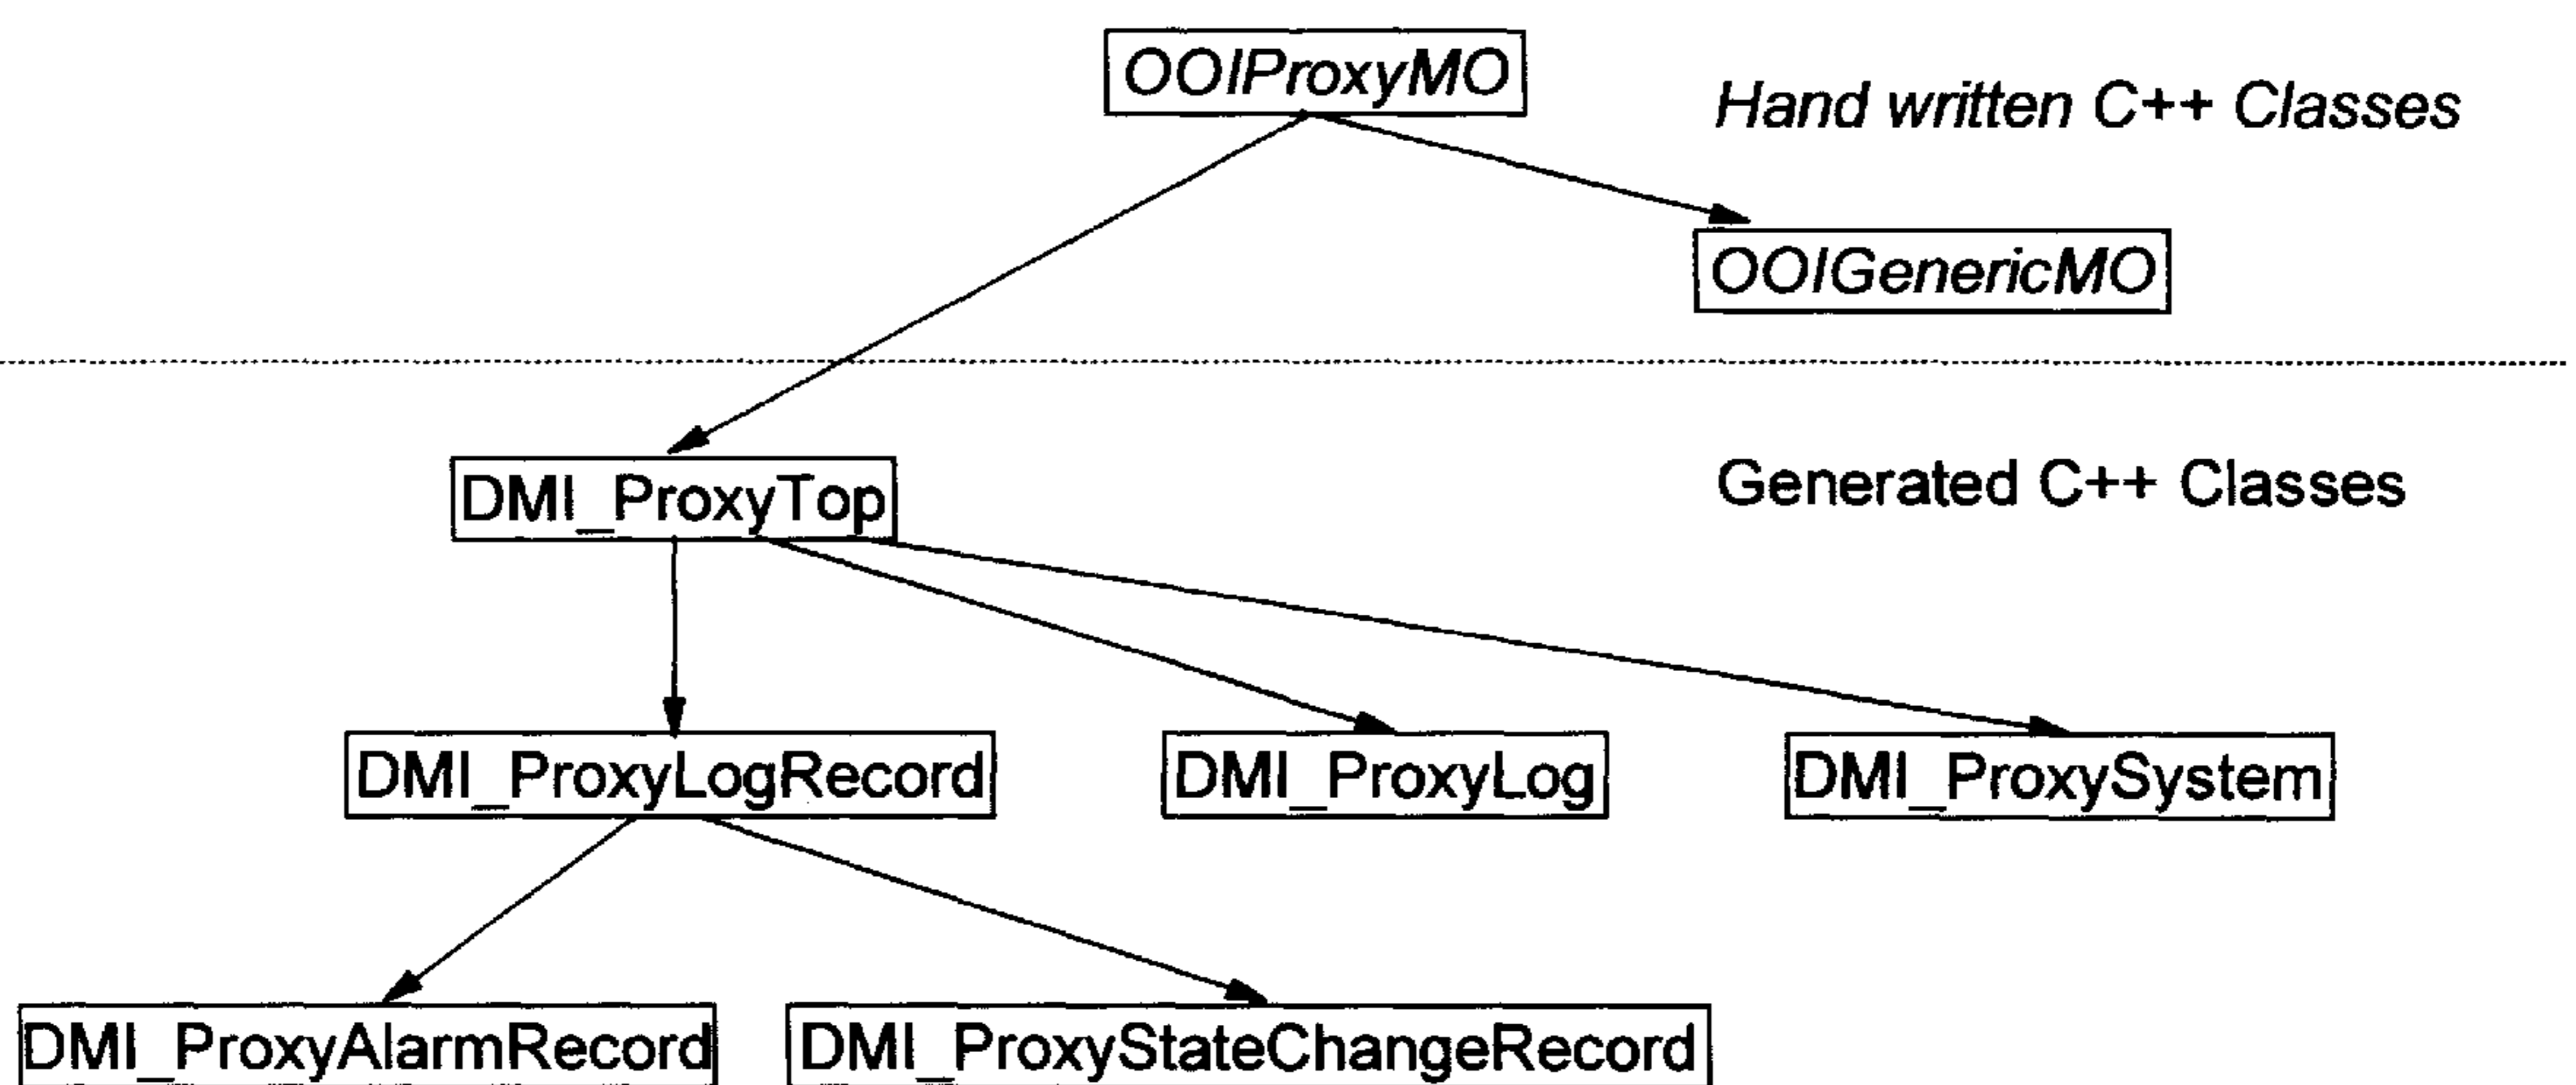 OOIProxyMO
Hand written C++ Classes
OOIGenericMO
DMI_ProxyTop
Generated C++ Classes
DMI_ProxyLogRecord
DMI_ProxyLog
DMI_ProxySystem
DMI_ProxyAlarmRecord
DMI_ProxyStateChangeRecord